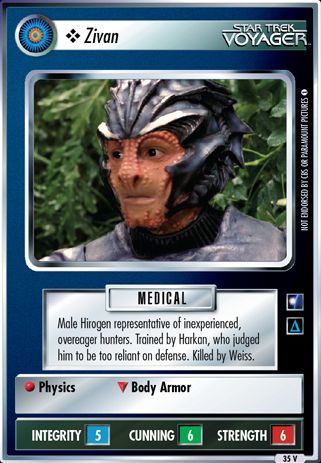 ❖ Zivan
STAR TREK
VOYAGER™
NOT ENDORSED BY CBS OR PARAMOUNT PICTURES
MEDICAL
Male Hirogen representative of inexperienced,
overeager hunters. Trained by Harkan, who judged
him to be too reliant on defense. Killed by Weiss.
Physics Body Armor
INTEGRITY 5 CUNNING 6 STRENGTH 6
35 V